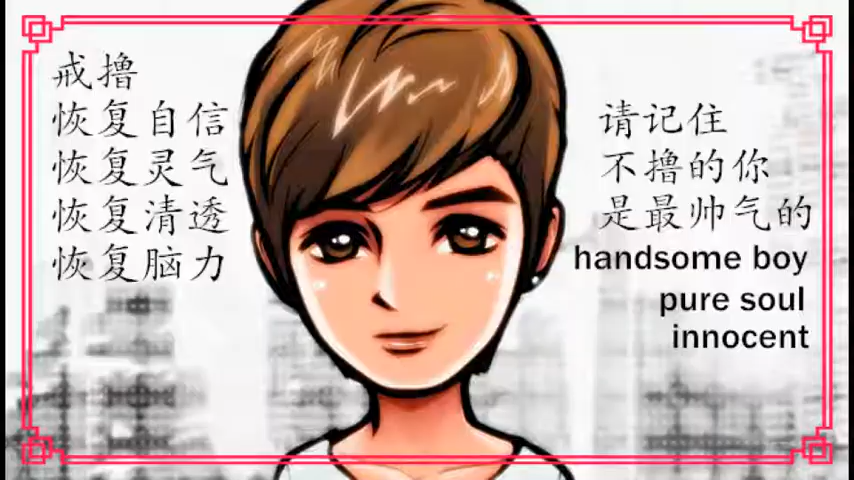 戒撸
恢复自信
恢复灵气
恢复清透
恢复脑力
请记住
不撸的你
是最帅气的
handsome boy
pure soul
innocent